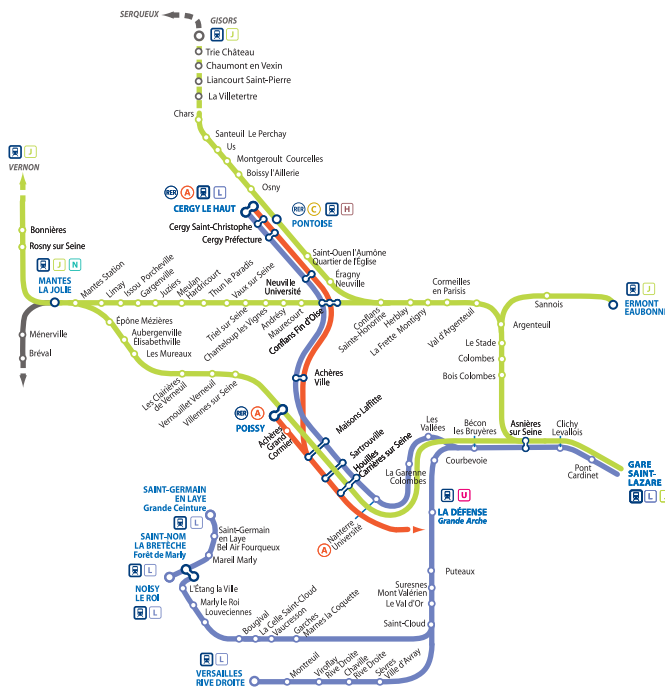 SERQUEUX
GISORS
J
Trie Château
Chaumont en Vexin
Liancourt Saint-Pierre
La Villetertre
Chars
Santeuil Le Perchay
Us
Montgeroult Courcelles
Boissy l'Aillerie
Osny
J
VERNON
RER A L
CERGY LE HAUT
RER C H
PONTOISE
Cergy Saint-Christophe
Cergy Préfecture
Bonnières
Rosny sur Seine
J N
MANTES
LA JOLIE
Mantes Station
Limay
Issou Porcheville
Gargenville
Juziers
Meulan
Hardricourt
Thun le Paradis
Vaux sur Seine
Neuville
Université
Saint-Ouen l'Aumône
Quartier de l'Église
Éragny
Neuville
Cormeilles
en Parisis
Sannois
J
ERMONT
EAUBONNE
Triel sur Seine
Chanteloup les Vignes
Andrésy
Maurecourt
Conflans Fin d'Oise
Conflans
Sainte-Honorine
Herblay
La Frette Montigny
Val d'Argenteuil
Argenteuil
Le Stade
Colombes
Bois Colombes
Ménerville
Bréval
Épône Mézières
Aubergenville
Élisabethville
Les Mureaux
Les Clairières
de Verneuil
Vernouillet Verneuil
Villennes sur Seine
Achères
Ville
RER A
POISSY
Achères
Grand
Cormier
Maisons Laffitte
Sartrouville
Houilles
Carrières sur Seine
Les
Vallées
Bécon
les Bruyères
Asnières
sur Seine
Clichy
Levallois
La Garenne
Colombes
Courbevoie
Pont
Cardinet
GARE
SAINT-
LAZARE
L J
Nanterre
Université
A
U
LA DÉFENSE
Grande Arche
SAINT-GERMAIN
EN LAYE
Grande Ceinture
L
Saint-Germain
en Laye
Bel Air Fourqueux
Mareil Marly
SAINT-NOM
LA BRETÈCHE
Forêt de Marly
L
NOISY
LE ROI
L
L'Étang la Ville
Marly le Roi
Louveciennes
Bougival
La Celle Saint-Cloud
Vaucresson
Garches
Marnes la Coquette
Puteaux
Suresnes
Mont Valérien
Le Val d'Or
Saint-Cloud
L
VERSAILLES
RIVE DROITE
Montreuil
Viroflay
Rive Droite
Chaville
Rive Droite
Sèvres
Ville d'Avray